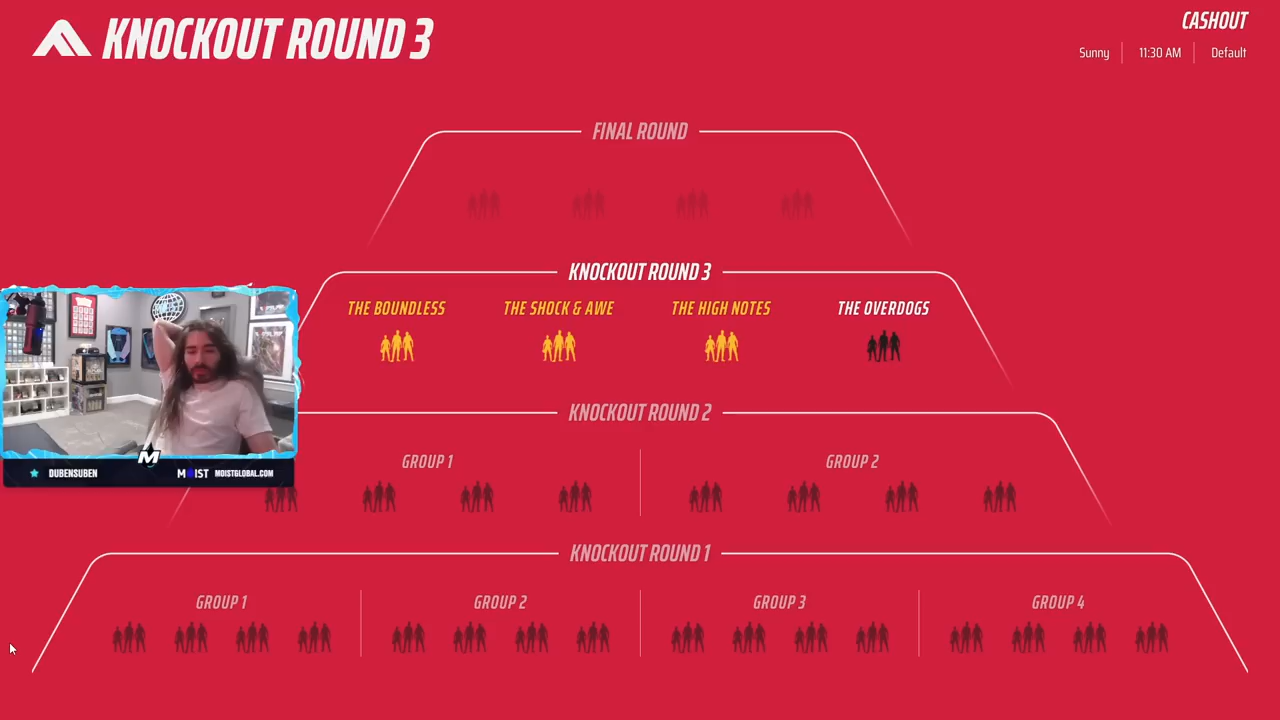 KNOCKOUT ROUND 3
CASHOUT
Sunny
11:30 AM
Default
FINAL ROUND
KNOCKOUT ROUND 3
THE BOUNDLESS
THE SHOCK & AWE
THE HIGH NOTES
THE OVERDOGS
KNOCKOUT ROUND 2
GROUP 1
GROUP 2
M
DUBENSUBEN
MOIST
MOISTGLOBAL.COM
KNOCKOUT ROUND 1
GROUP 1
GROUP 2
GROUP 3
GROUP 4